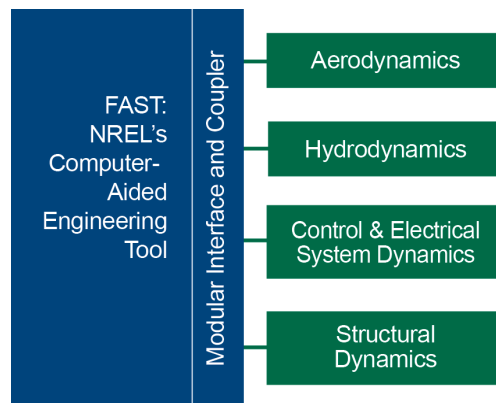 FAST:
NREL's
Computer-
Aided
Engineering
Tool
Modular Interface and Coupler
Aerodynamics
Hydrodynamics
Control & Electrical
System Dynamics
Structural
Dynamics